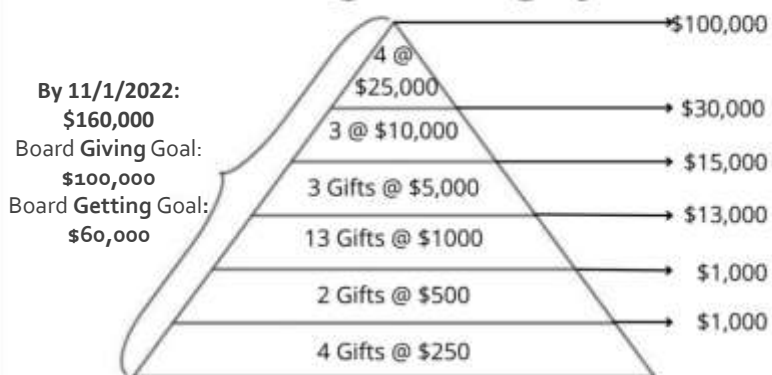 By 11/1/2022:
$160,000
Board Giving Goal:
$100,000
Board Getting Goal:
$60,000
4 @
$25,000
3 @ $10,000
3 Gifts @ $5,000
13 Gifts @ $1000
2 Gifts @ $500
4 Gifts @ $250
$100,000
$30,000
$15,000
$13,000
$1,000
$1,000